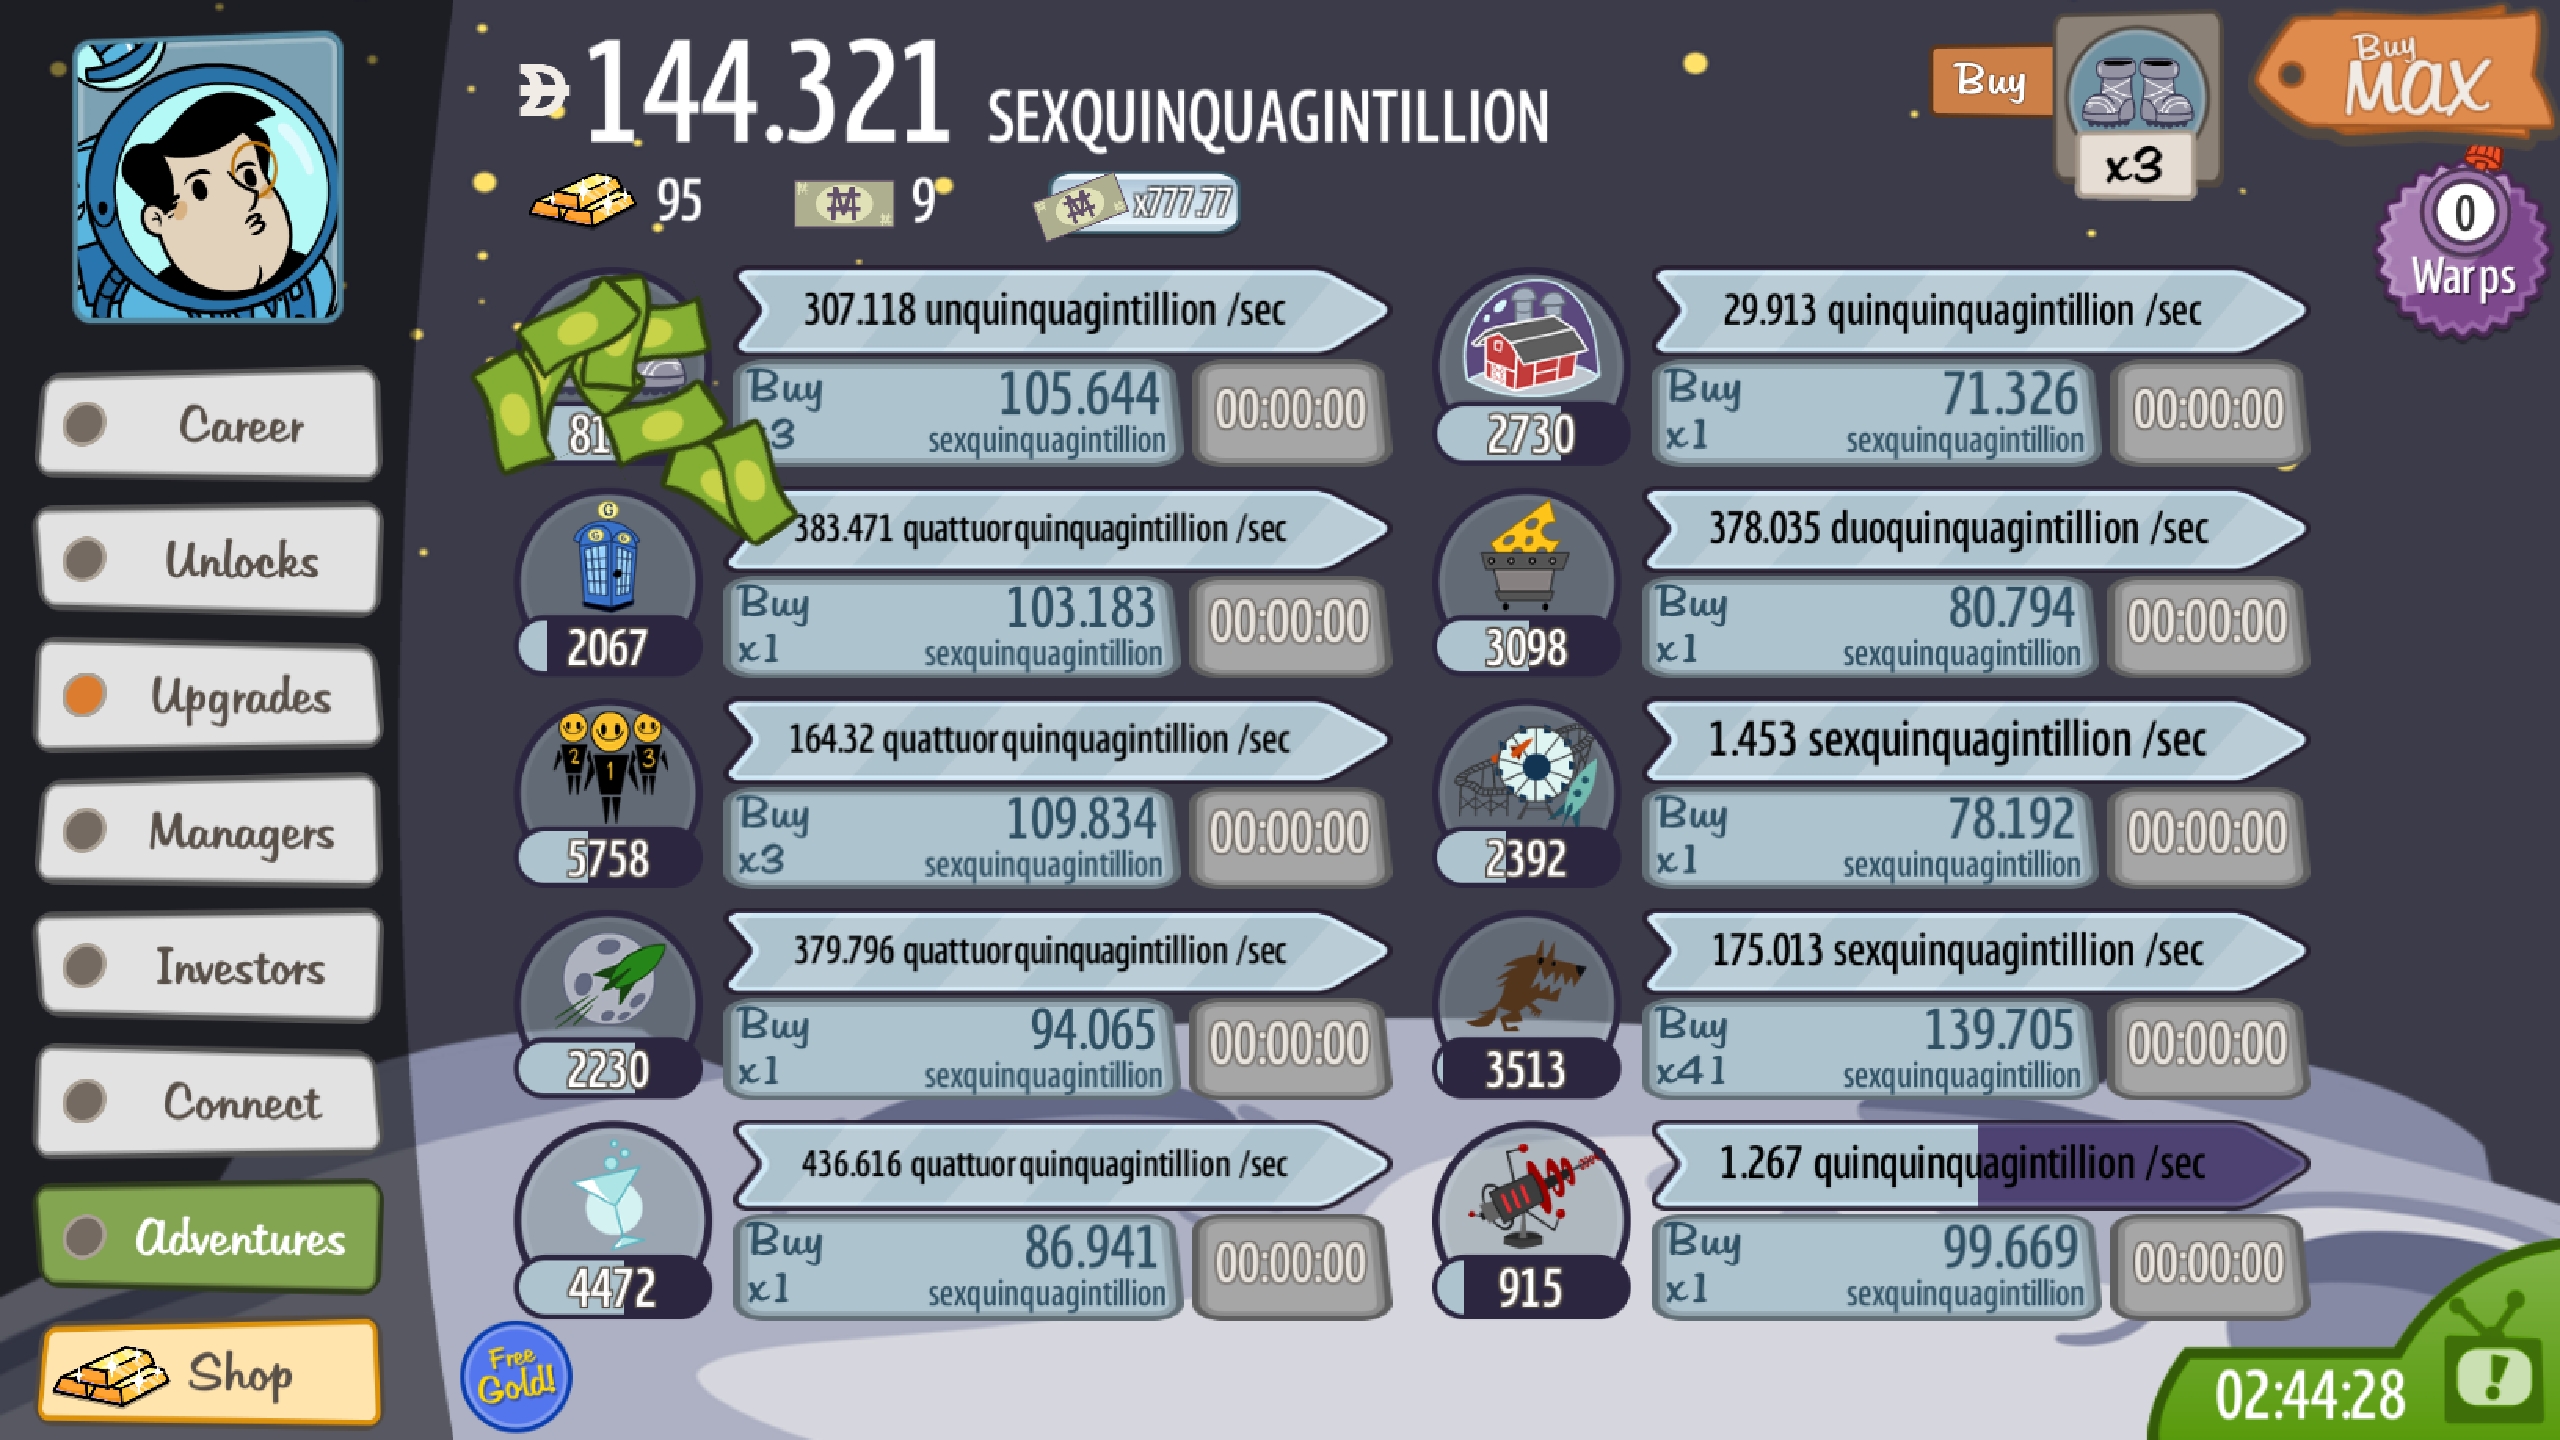 144.321 SEXQUINQUAGINTILLION
95
9
x777.77
Buy
x3
Buy
MAX
0
Warps
Career
Unlocks
Upgrades
Managers
Investors
Connect
Adventures
Shop
307.118 unquinquagintillion /sec
Buy
105.644
sexquinquagintillion
00:00:00
383.471 quattuorquinquagintillion /sec
G
2067
Buy
x1
103.183
sexquinquagintillion
00:00:00
164.32 quattuorquinquagintillion /sec
2 1 3
5758
Buy
x3
109.834
sexquinquagintillion
00:00:00
379.796 quattuorquinquagintillion /sec
2230
Buy
x1
94.065
sexquinquagintillion
00:00:00
436.616 quattuorquinquagintillion /sec
4472
Buy
x1
86.941
sexquinquagintillion
00:00:00
29.913 quinquinquagintillion /sec
2730
Buy
x1
71.326
sexquinquagintillion
00:00:00
378.035 duoquinquagintillion /sec
3098
Buy
x1
80.794
sexquinquagintillion
00:00:00
1.453 sexquinquagintillion /sec
2392
Buy
x1
78.192
sexquinquagintillion
00:00:00
175.013 sexquinquagintillion /sec
3513
Buy
x41
139.705
sexquinquagintillion
00:00:00
1.267 quinquinquagintillion /sec
915
Buy
x1
99.669
sexquinquagintillion
00:00:00
Free
Gold!
02:44:28
!